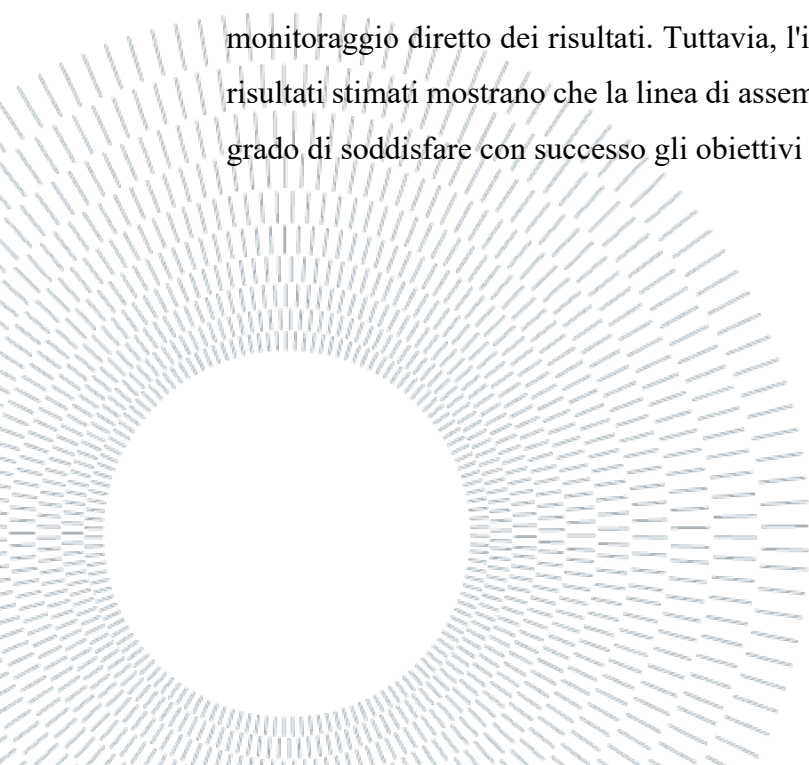 monitoraggio diretto dei risultati. Tuttavia, l'i
risultati stimati mostrano che la linea di assem
grado di soddisfare con successo gli obiettivi